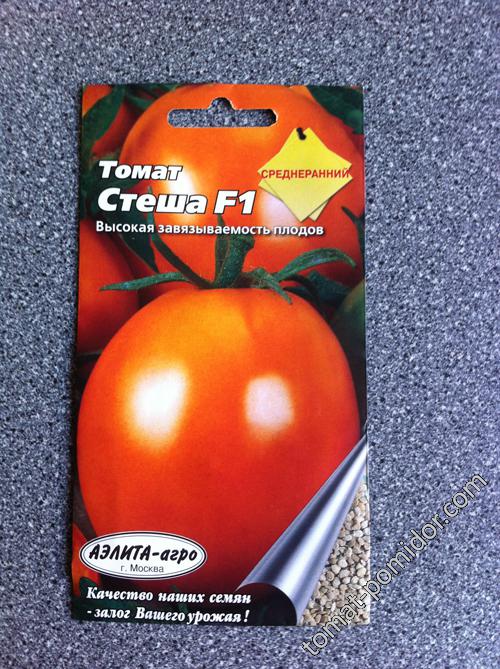 Томат
Стеша F1
СРЕДНЕРАННИЙ
Высокая завязываемость плодов
АЭЛИТА-агро
г. Москва
Качество наших семян
- залог Вашего урожая !
tomat-pomidor.com